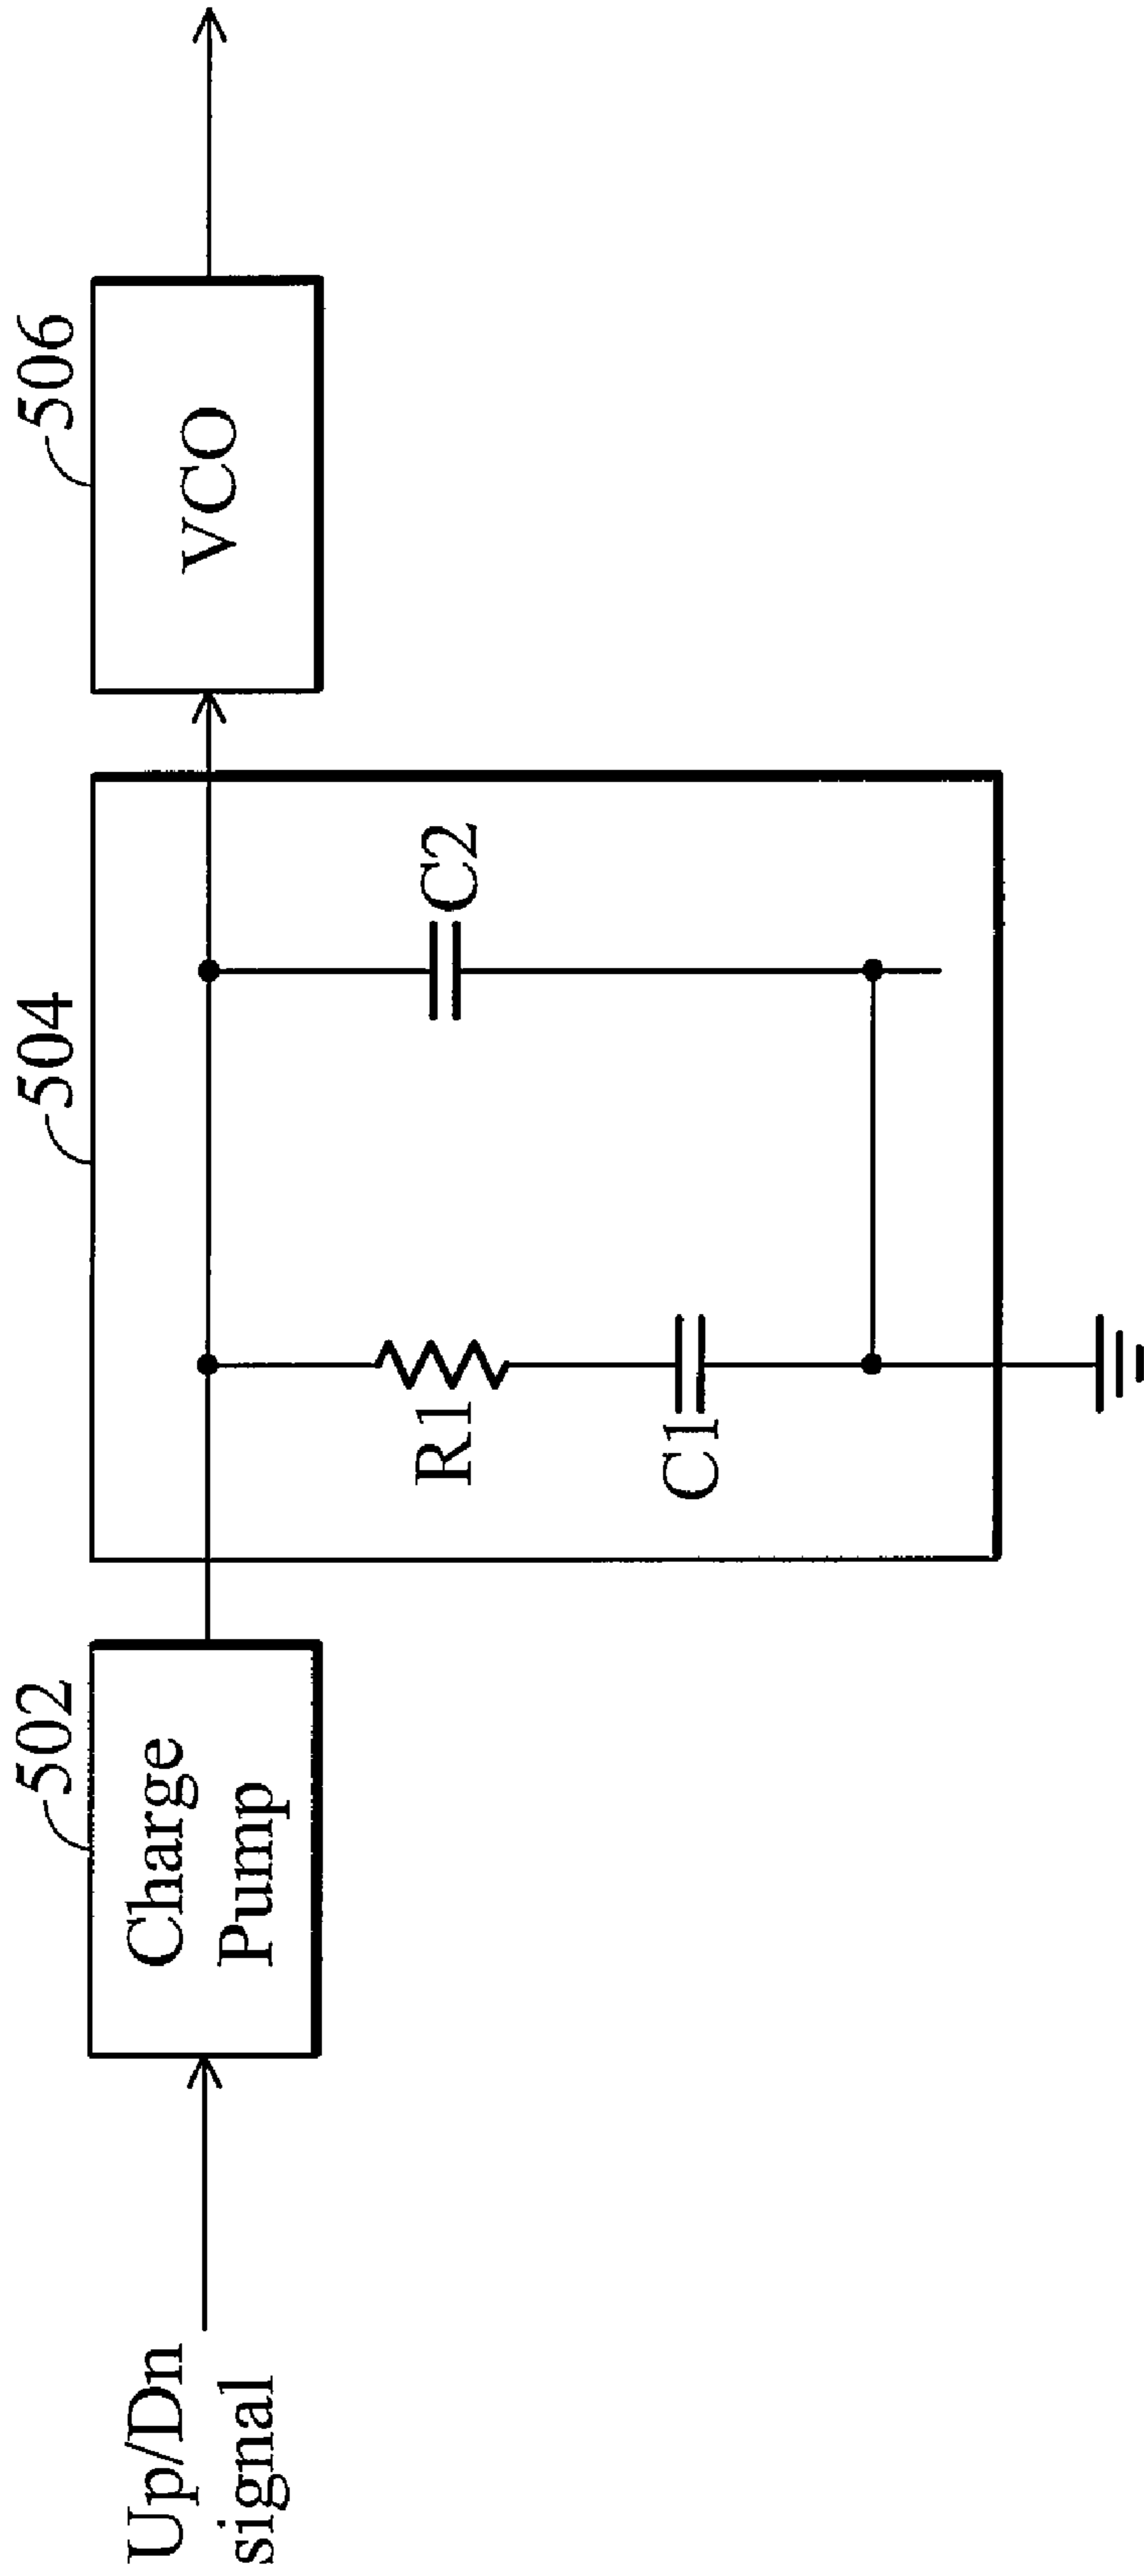 Up/Dn
signal
502
Charge
Pump
504
R1
C1
C2
506
VCO